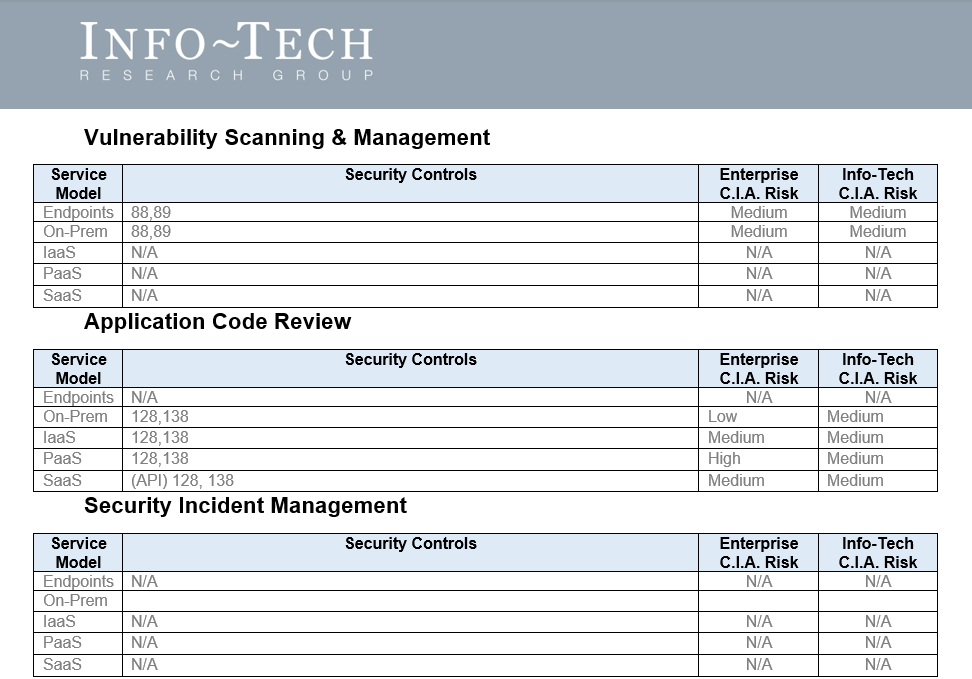 INFO~TECH
RESEARCH GROUP
Vulnerability Scanning & Management
Service Model Security Controls Enterprise C.I.A. Risk Info-Tech C.I.A. Risk
Endpoints 88,89 Medium Medium
On-Prem 88,89 Medium Medium
IaaS N/A N/A N/A
PaaS N/A N/A N/A
SaaS N/A N/A N/A
Application Code Review
Service Model Security Controls Enterprise C.I.A. Risk Info-Tech C.I.A. Risk
Endpoints N/A N/A N/A
On-Prem 128,138 Low Medium
IaaS 128,138 Medium Medium
PaaS 128,138 High Medium
SaaS (API) 128, 138 Medium Medium
Security Incident Management
Service Model Security Controls Enterprise C.I.A. Risk Info-Tech C.I.A. Risk
Endpoints N/A N/A N/A
On-Prem
IaaS N/A N/A N/A
PaaS N/A N/A N/A
SaaS N/A N/A N/A